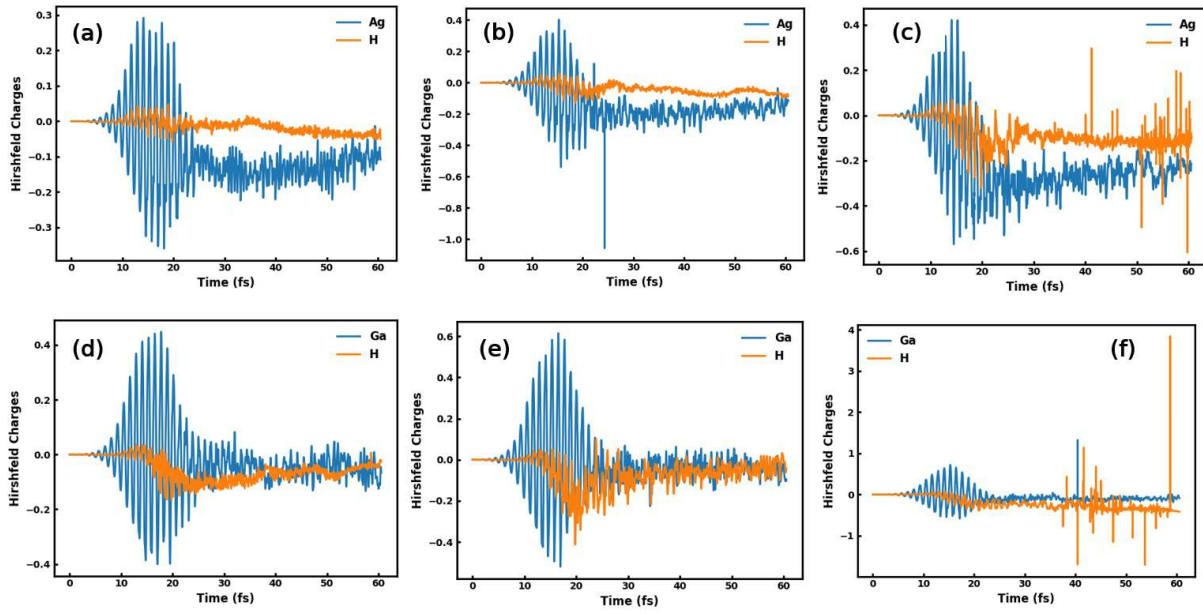 (a)
Ag
H
Hirshfeld Charges
0.3
0.2
0.1
0.0
−0.1
−0.2
−0.3
0 10 20 30 40 50 60
Time (fs)
(b)
Ag
H
Hirshfeld Charges
0.4
0.2
0.0
−0.2
−0.4
−0.6
−0.8
−1.0
0 10 20 30 40 50 60
Time (fs)
(c)
Ag
H
Hirshfeld Charges
0.4
0.2
0.0
−0.2
−0.4
−0.6
0 10 20 30 40 50 60
Time (fs)
(d)
Ga
H
Hirshfeld Charges
0.4
0.2
0.0
−0.2
−0.4
0 10 20 30 40 50 60
Time (fs)
(e)
Ga
H
Hirshfeld Charges
0.6
0.4
0.2
0.0
−0.2
−0.4
0 10 20 30 40 50 60
Time (fs)
Ga
H
(f)
Hirshfeld Charges
4
3
2
1
0
−1
0 10 20 30 40 50 60
Time (fs)